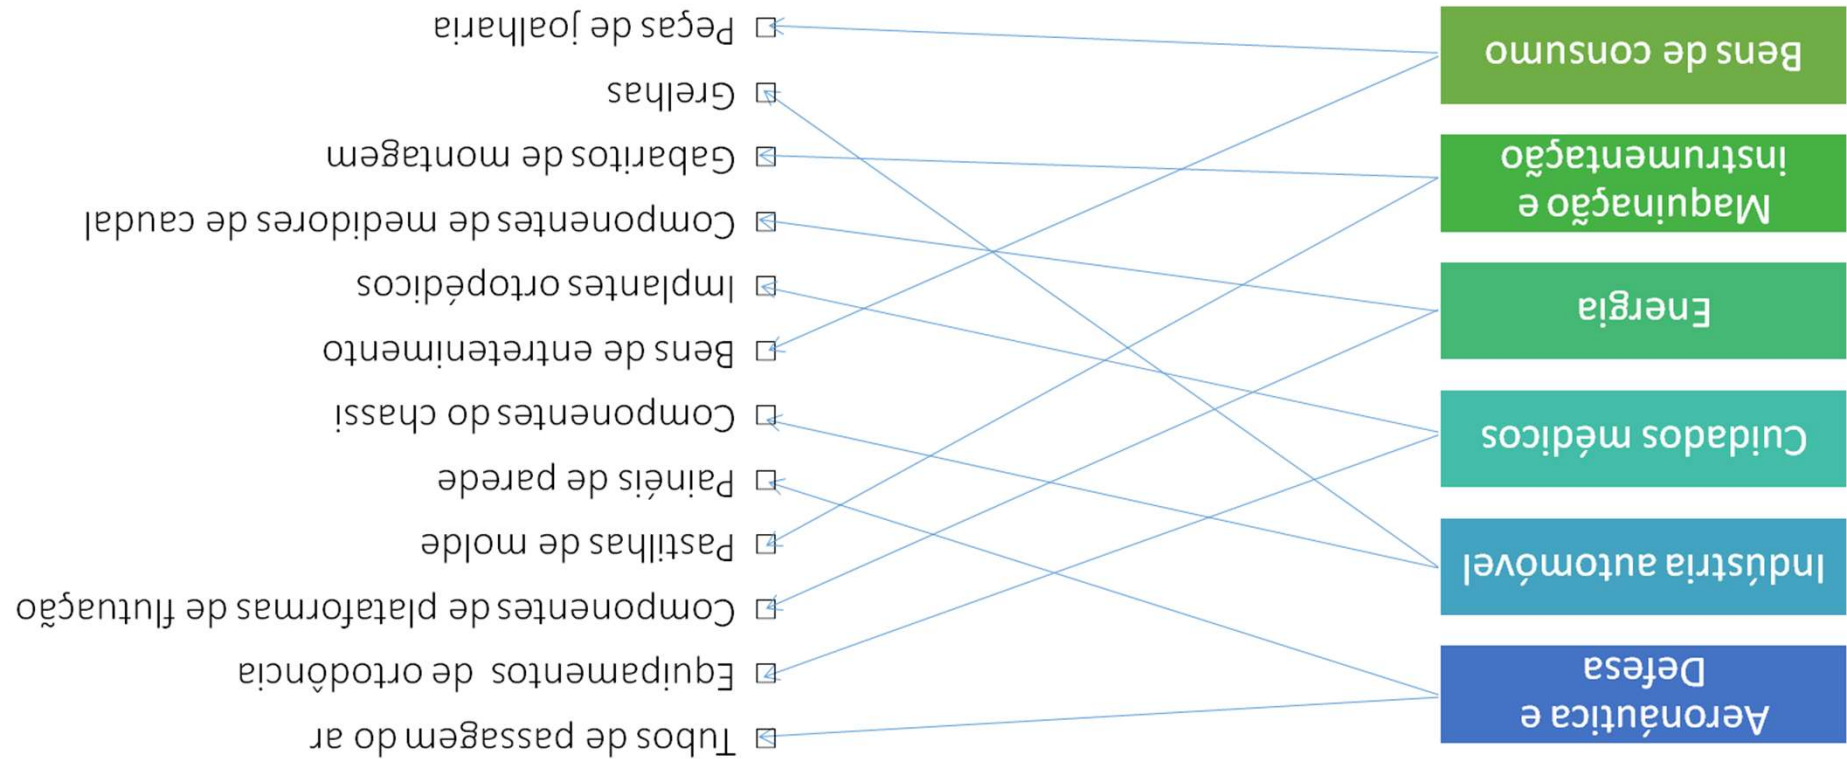 Aeronáutica e
Defesa
Indústria automóvel
Cuidados médicos
Energia
Maquinação e
instrumentação
Bens de consumo
Tubos de passagem do ar
Equipamentos de ortodôncia
Componentes de plataformas de flutuação
Pastilhas de molde
Painéis de parede
Componentes do chassi
Bens de entretenimento
Implantes ortopédicos
Componentes de medidores de caudal
Gabaritos de montagem
Grelhas
Peças de joalharia